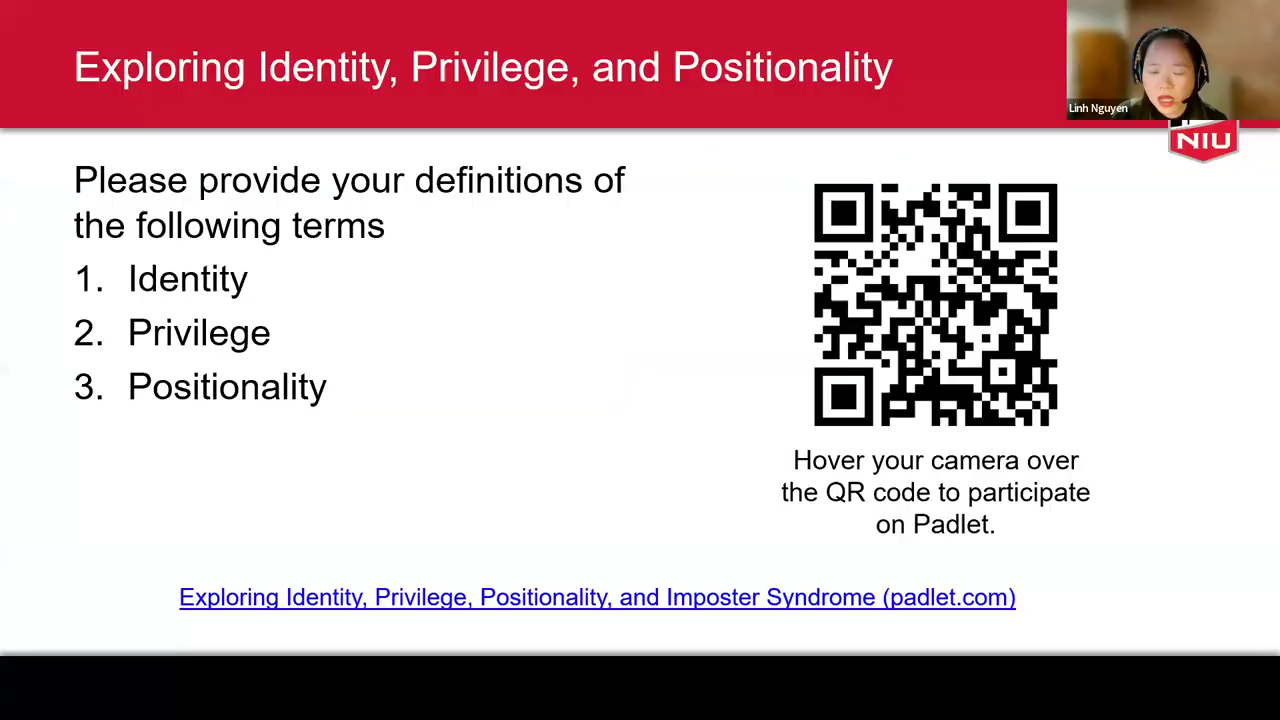 Exploring Identity, Privilege, and Positionality
Linh Nguyen
NIU
Please provide your definitions of
the following terms
1. Identity
2. Privilege
3. Positionality
Hover your camera over
the QR code to participate
on Padlet.
Exploring Identity, Privilege, Positionality, and Imposter Syndrome (padlet.com)